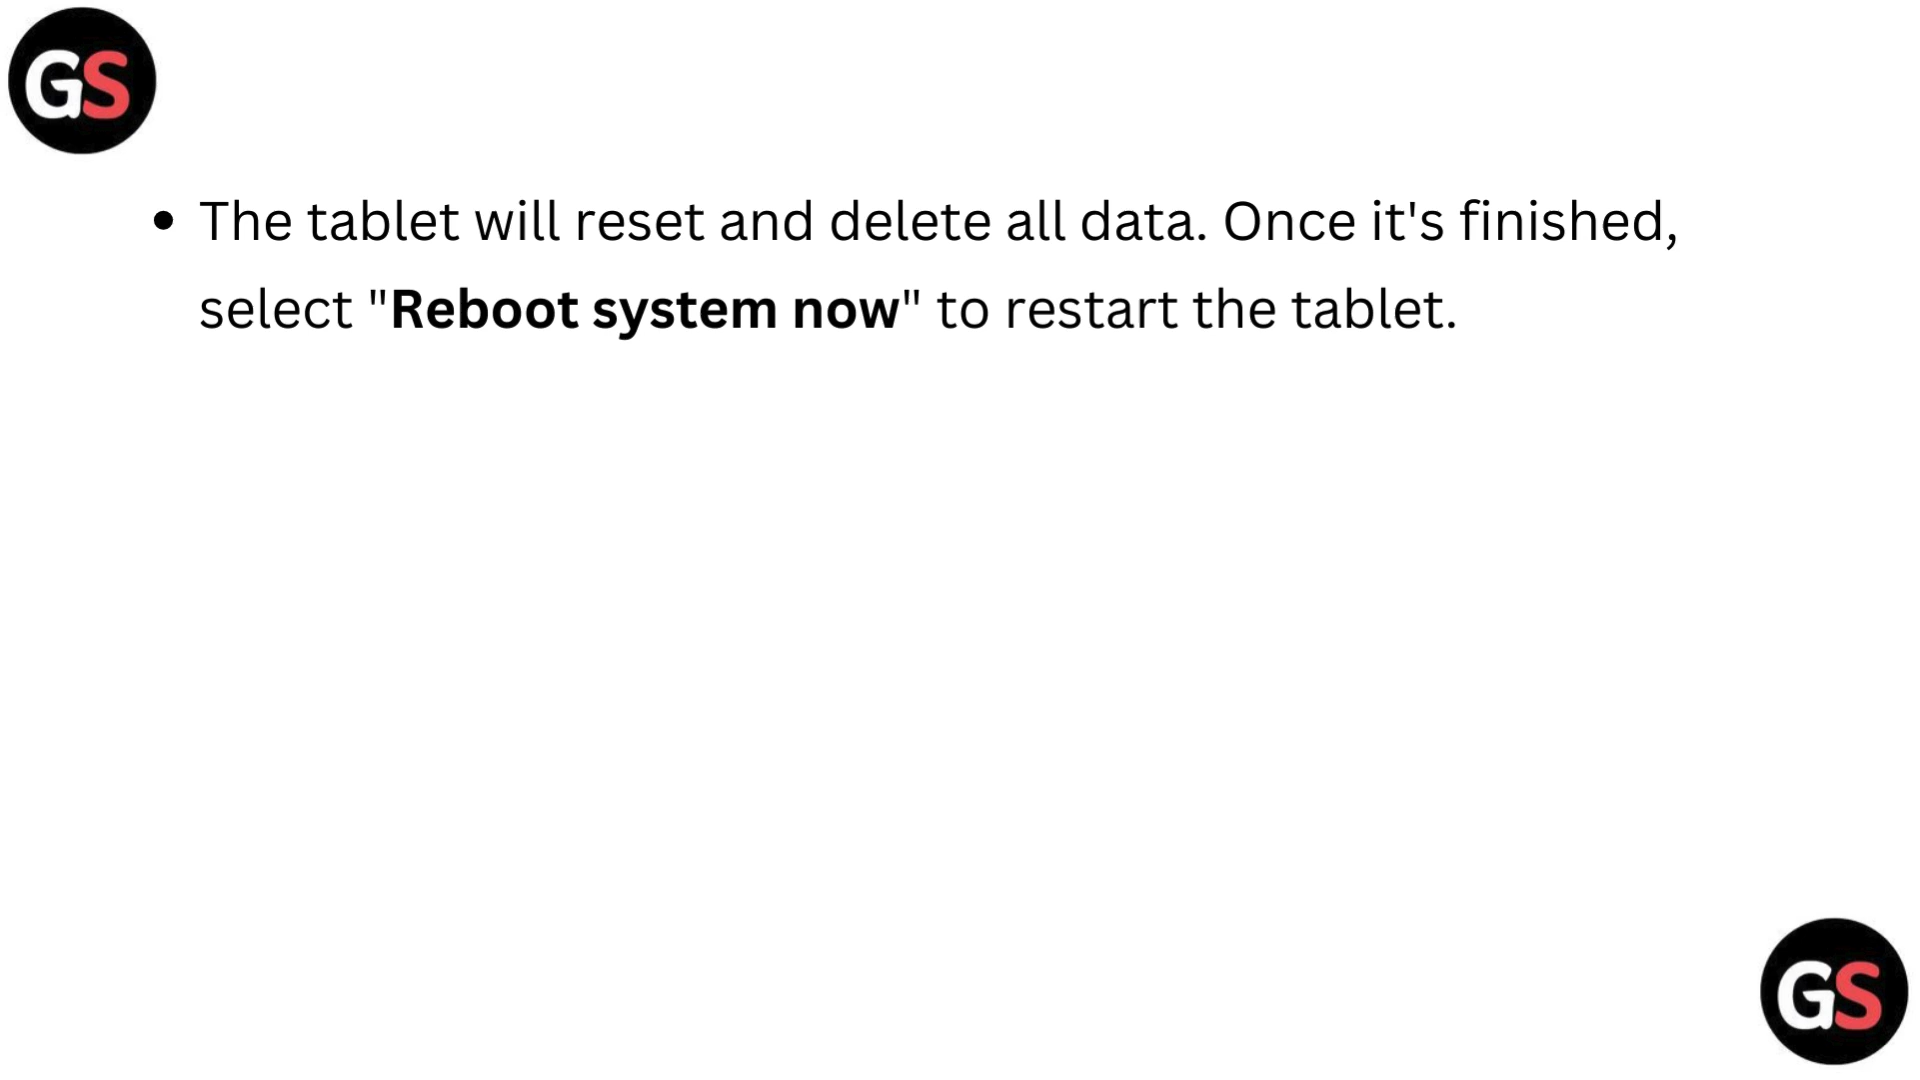 GS
• The tablet will reset and delete all data. Once it's finished,
select "Reboot system now" to restart the tablet.
GS